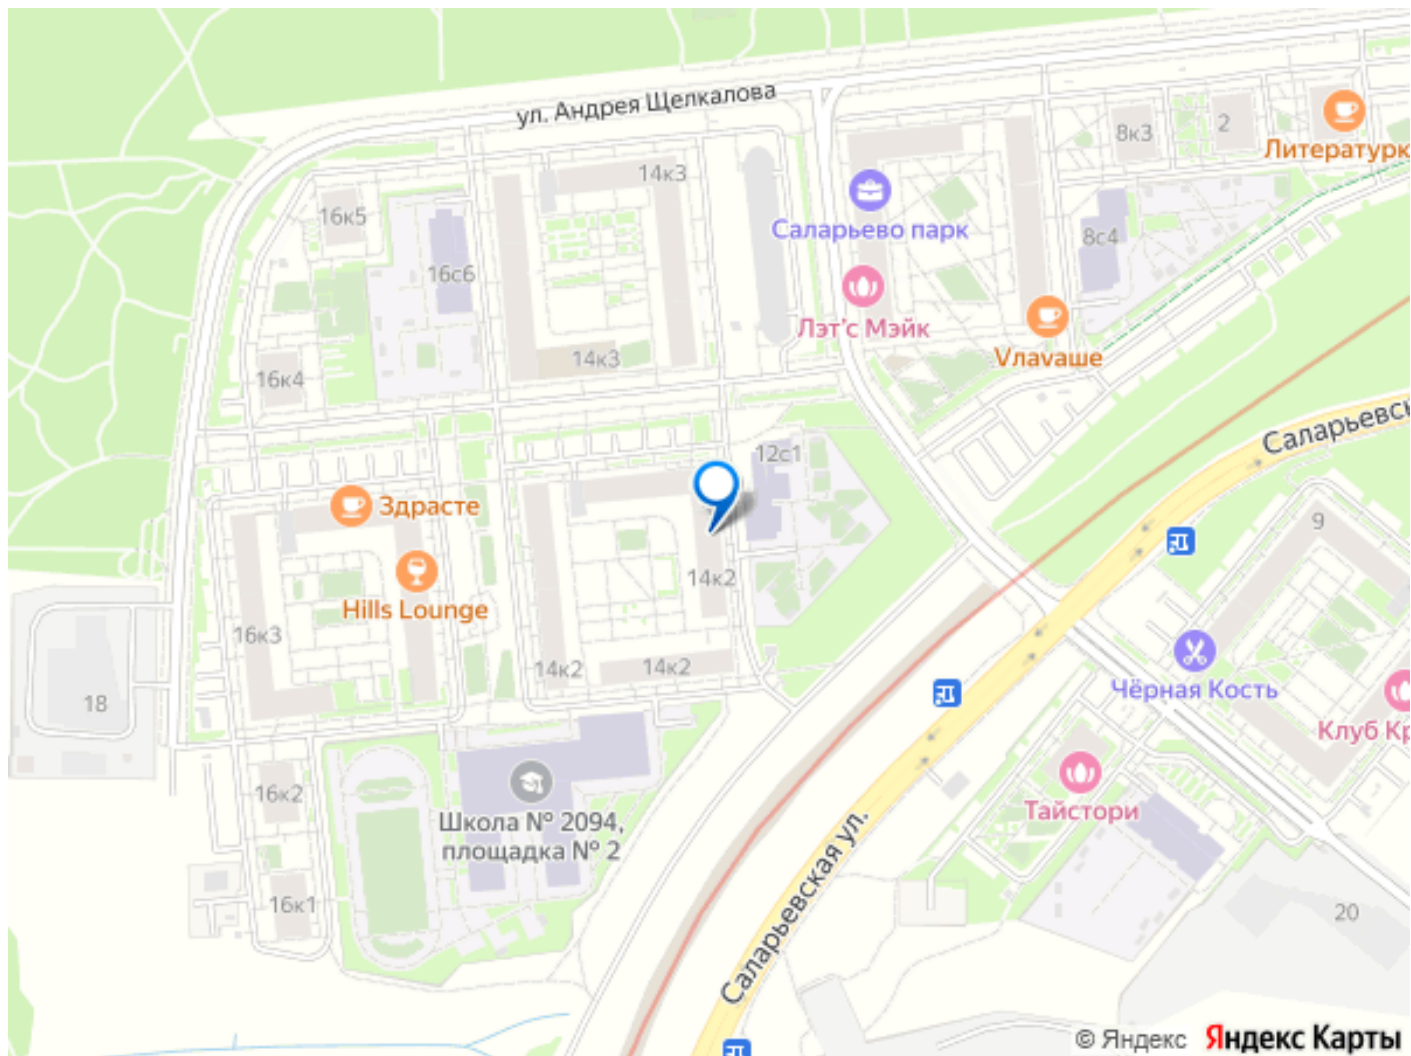 ул. Андрея Щелкалова
8к3
2
Литературк
14к3
16к5
Саларьево парк
8с4
16с6
Лэт'с Мэйк
Vлаvаше
14к3
16к4
Саларьевск
12с1
Здрасте
9
14к2
Hills Lounge
16к3
14к2
14к2
Чёрная Кость
18
Клуб Кр
16к2
Тайстори
Школа № 2094,
площадка № 2
Саларьевская ул.
16к1
20
© Яндекс Яндекс Карты